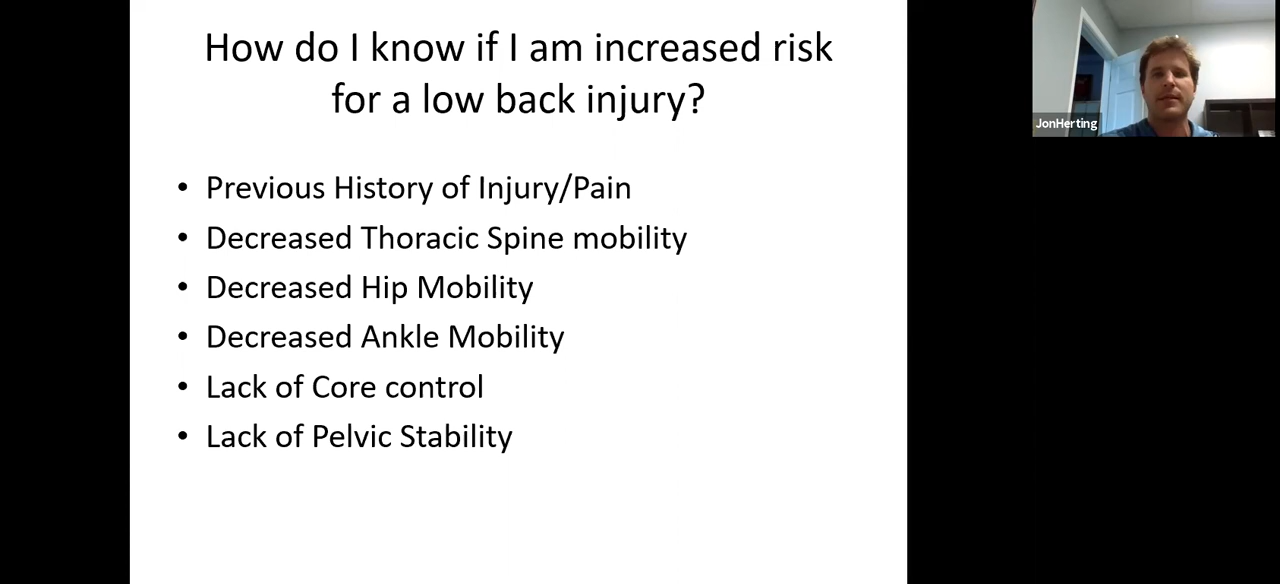 How do I know if I am increased risk
for a low back injury?
• Previous History of Injury/Pain
• Decreased Thoracic Spine mobility
• Decreased Hip Mobility
• Decreased Ankle Mobility
• Lack of Core control
• Lack of Pelvic Stability
JonHerting